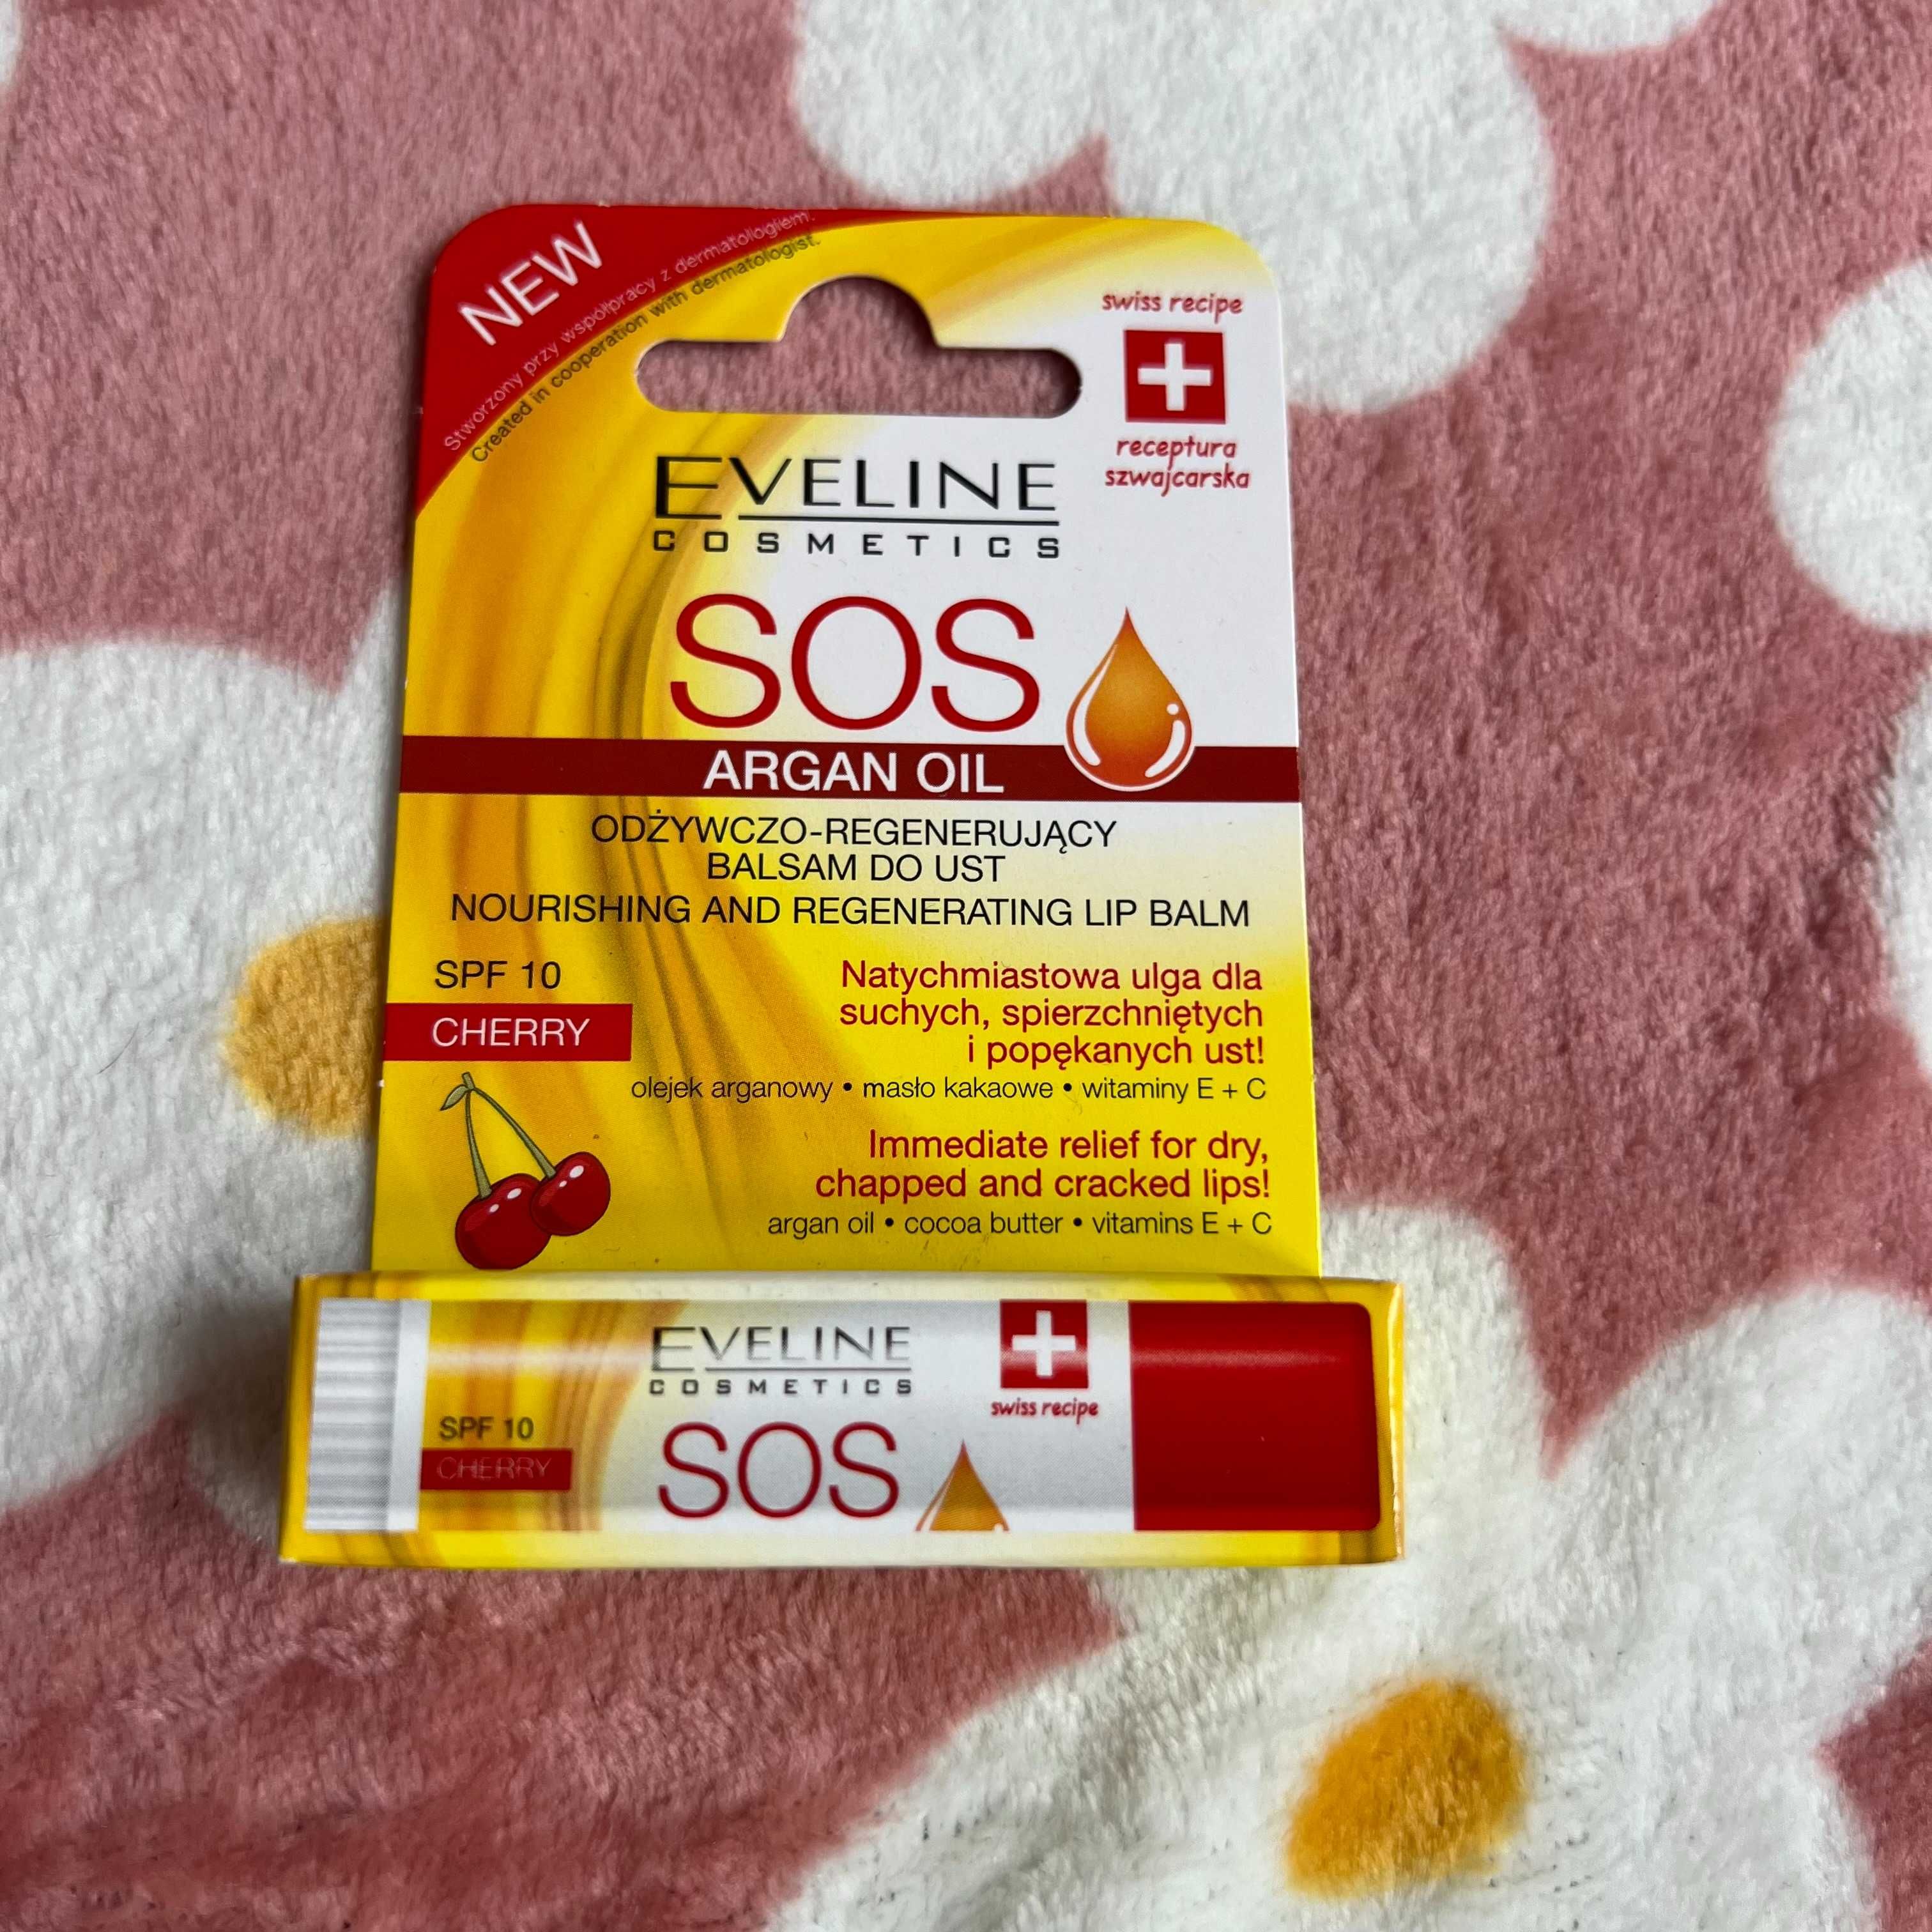 NEW
Stworzony przy współpracy z dermatologiem.
Created in cooperation with dermatologist.
swiss recipe
receptura
szwajcarska
EVELINE
COSMETICS
SOS
ARGAN OIL
ODŻYWCZO-REGENERUJĄCY
BALSAM DO UST
NOURISHING AND REGENERATING LIP BALM
SPF 10
CHERRY
Natychmiastowa ulga dla
suchych, spierzchniętych
i popękanych ust!
olejek arganowy • masło kakaowe • witaminy E + C
Immediate relief for dry,
chapped and cracked lips!
argan oil • cocoa butter • vitamins E + C
EVELINE
COSMETICS
swiss recipe
SPF 10
CHERRY
SOS